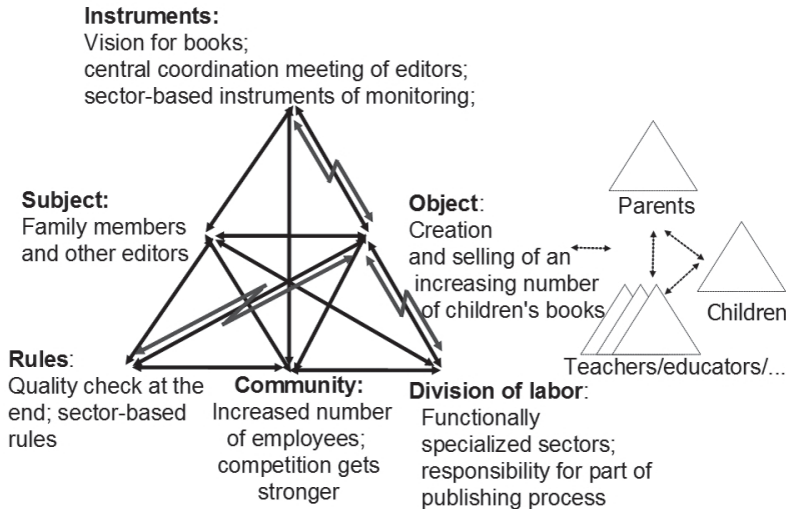 Instruments:
Vision for books;
central coordination meeting of editors;
sector-based instruments of monitoring;
Subject:
Family members
and other editors
Object:
Creation
and selling of an
increasing number
of children's books
Parents
Children
Teachers/educators/...
Rules:
Quality check at the
end; sector-based
rules
Community:
Increased number
of employees;
competition gets
stronger
Division of labor:
Functionally
specialized sectors;
responsibility for part of
publishing process